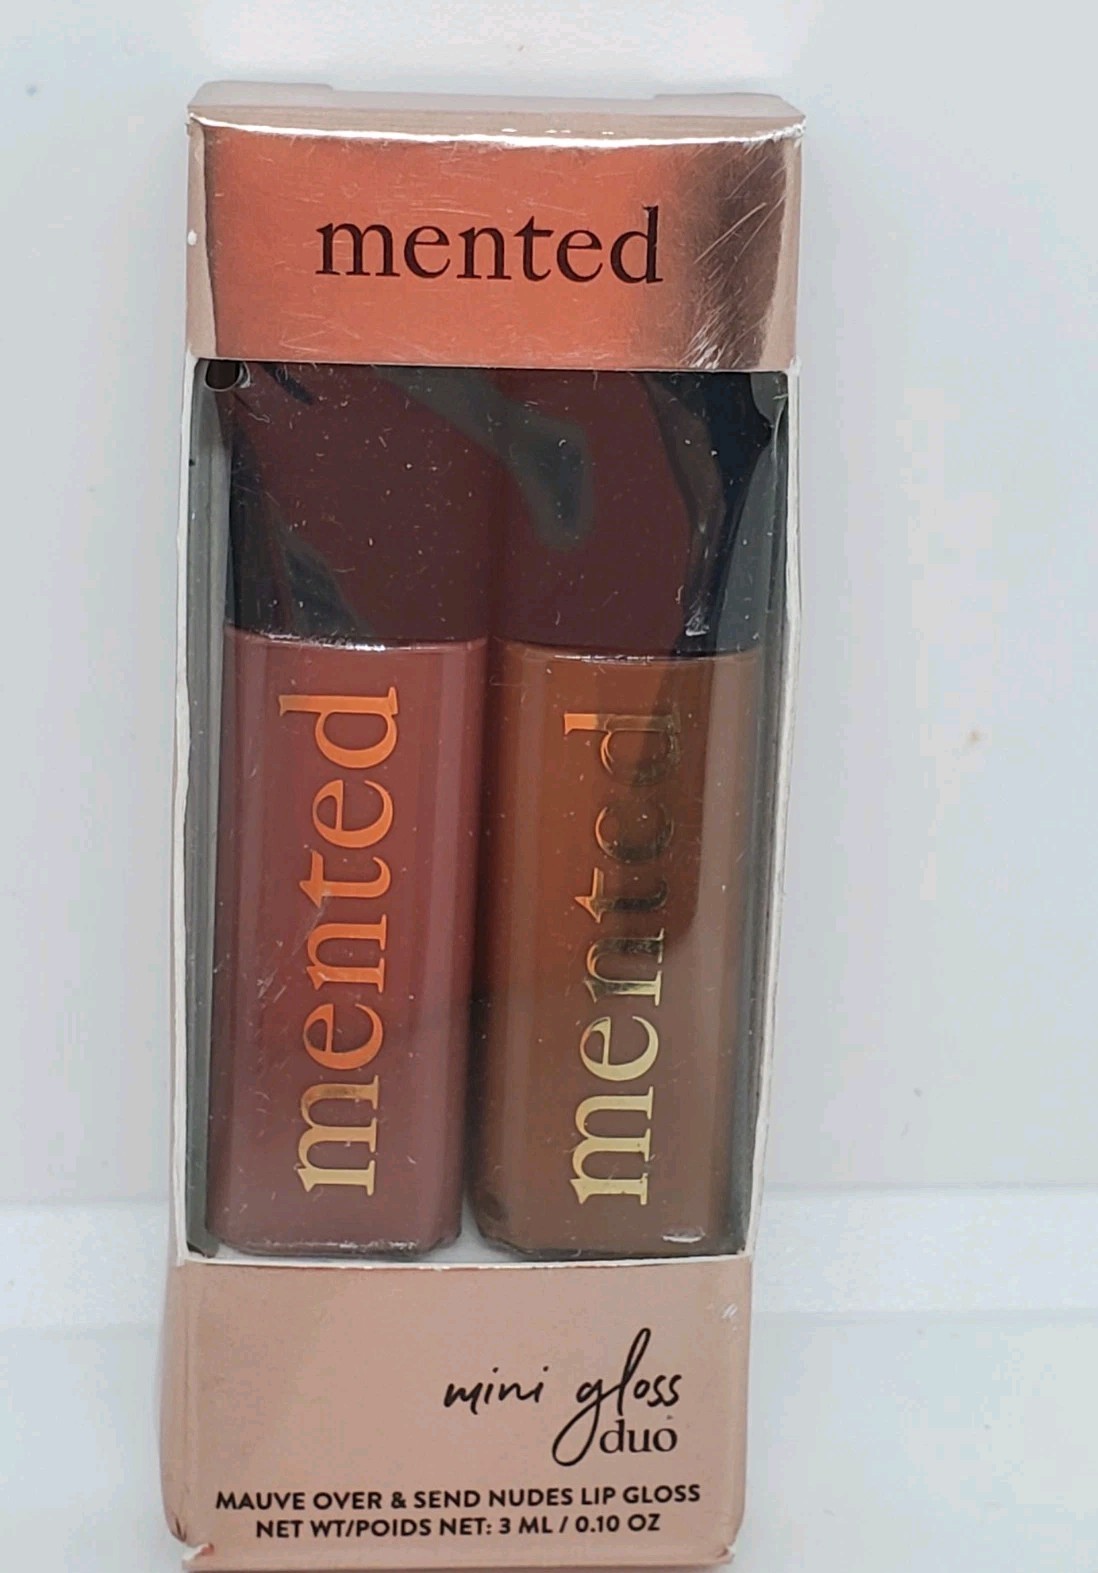 mented
mented
mented
mini gloss
duo
MAUVE OVER & SEND NUDES LIP GLOSS
NET WT/POIDS NET: 3 ML / 0.10 OZ